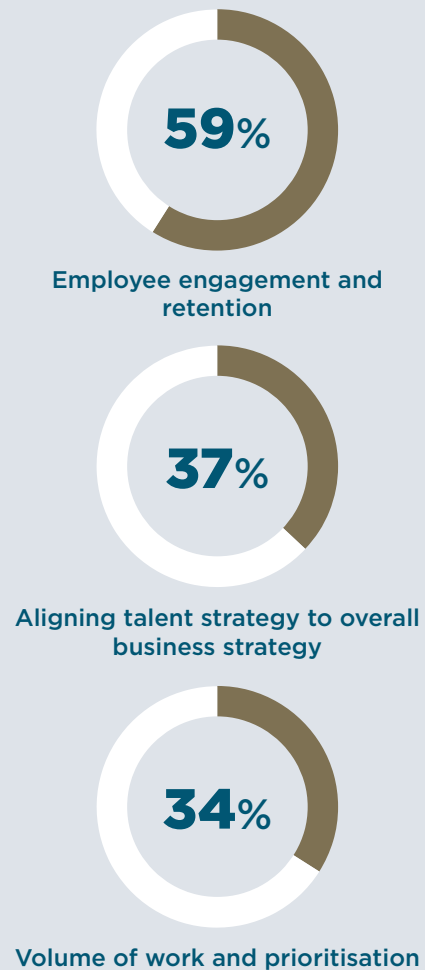 59%
Employee engagement and
retention
37%
Aligning talent strategy to overall
business strategy
34%
Volume of work and prioritisation